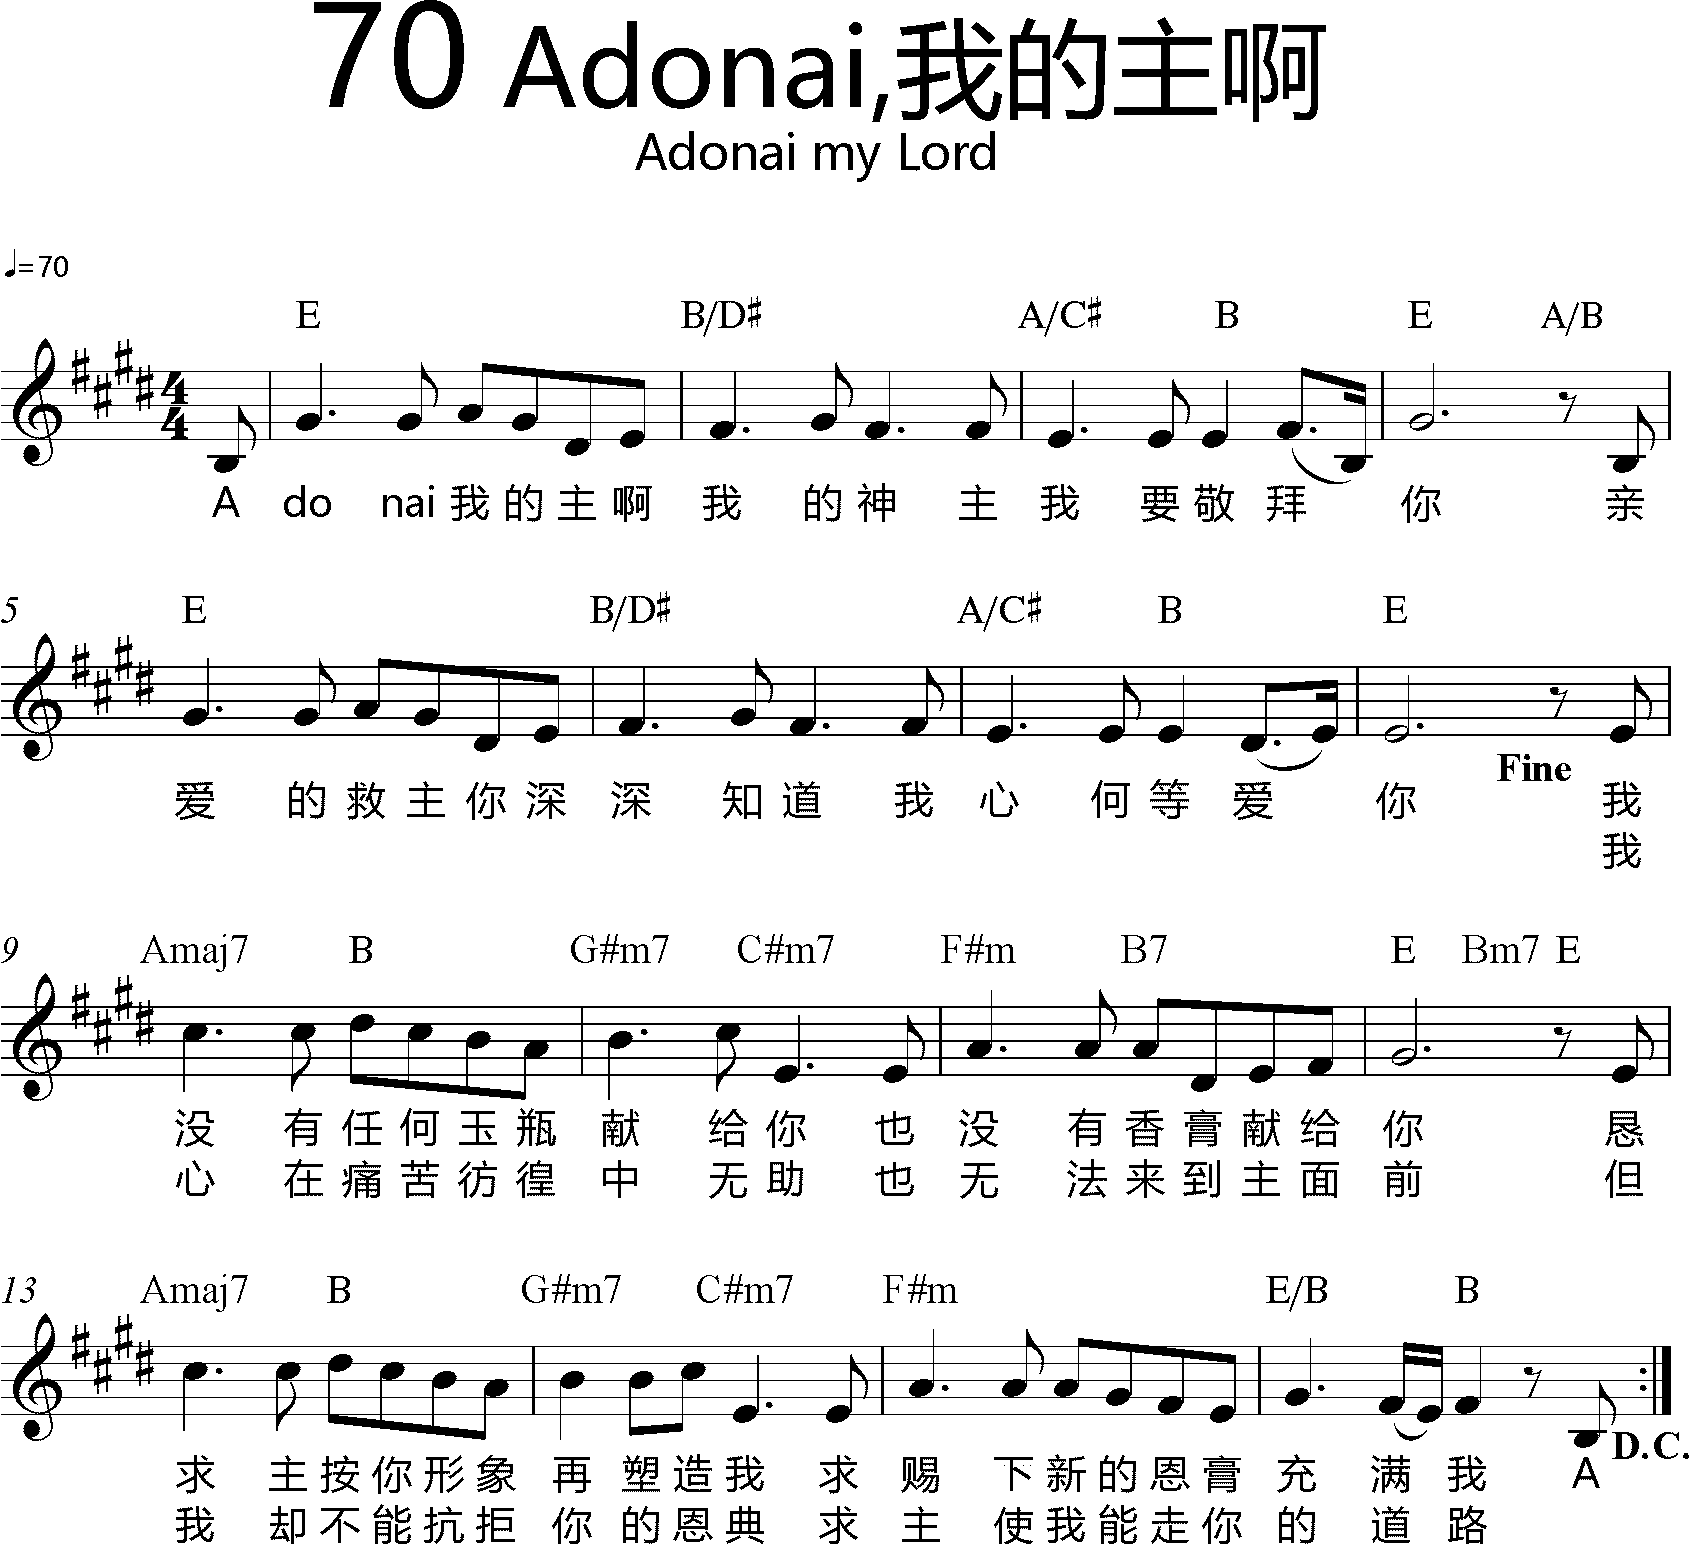 70 Adonai,我的主啊
Adonai my Lord
♩=70
E B/D♯ A/C♯ B E A/B
A do nai 我 的 主 啊 我 的 神 主 我 要 敬 拜 你 亲
5 E B/D♯ A/C♯ B E
Fine
爱 的 救 主 你 深 深 知 道 我 心 何 等 爱 你 我
我
9 Amaj7 B G#m7 C#m7 F#m B7 E Bm7 E
没 有 任 何 玉 瓶 献 给 你 也 没 有 香 膏 献 给 你 恳
心 在 痛 苦 彷 徨 中 无 助 也 无 法 来 到 主 面 前 但
13 Amaj7 B G#m7 C#m7 F#m E/B B
D.C.
求 主 按 你 形 象 再 塑 造 我 求 赐 下 新 的 恩 膏 充 满 我 A
我 却 不 能 抗 拒 你 的 恩 典 求 主 使 我 能 走 你 的 道 路